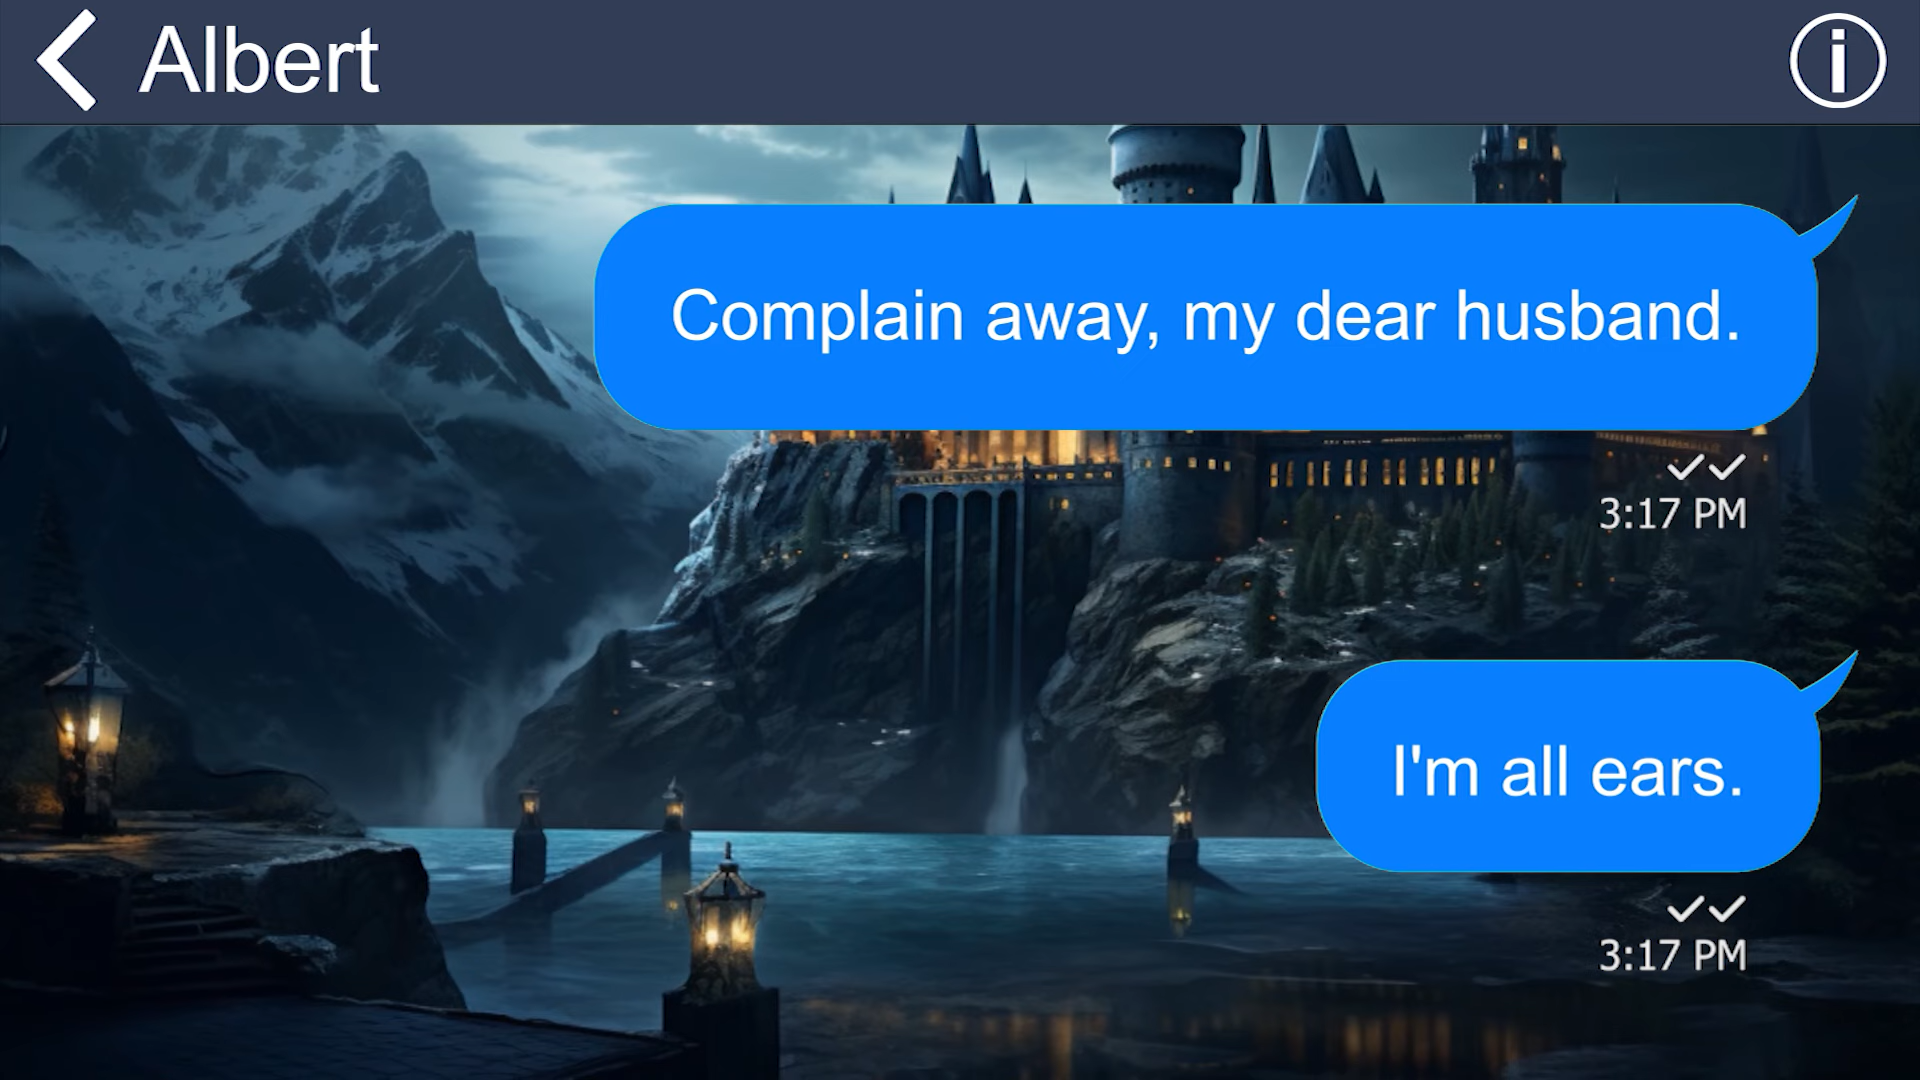 Albert
Complain away, my dear husband.
3:17 PM
I'm all ears.
3:17 PM